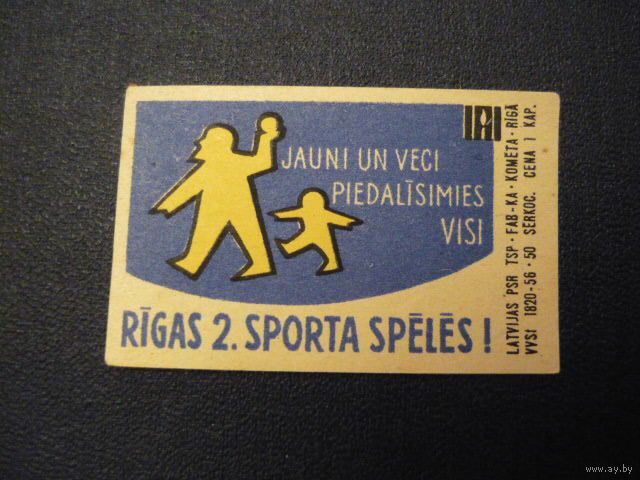 JAUNI UN VECI
PIEDALĪSIMIES
VISI
RĪGAS 2. SPORTA SPĒLĒS !
LATVIJAS PSR TSP · FAB-KA · KOMĒTA · RĪGĀ
VVSI 1820-56 · 50 SĒRKOC. CENA 1 KAP.
www.ay.by